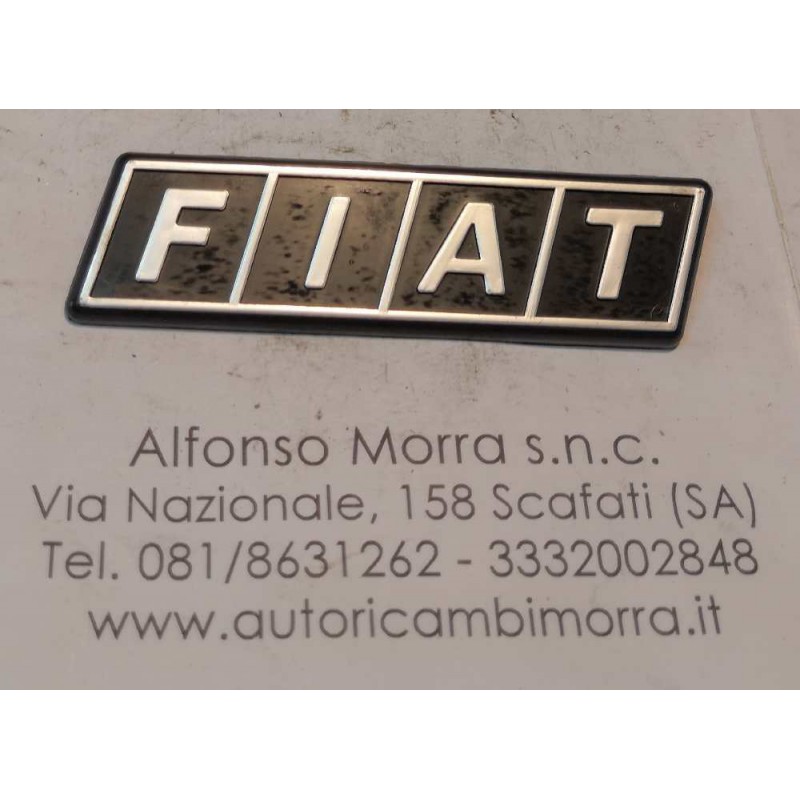 FIAT
Alfonso Morra s.n.c.
Via Nazionale, 158 Scafati (SA)
Tel. 081/8631262 - 3332002848
www.autoricambimorra.it